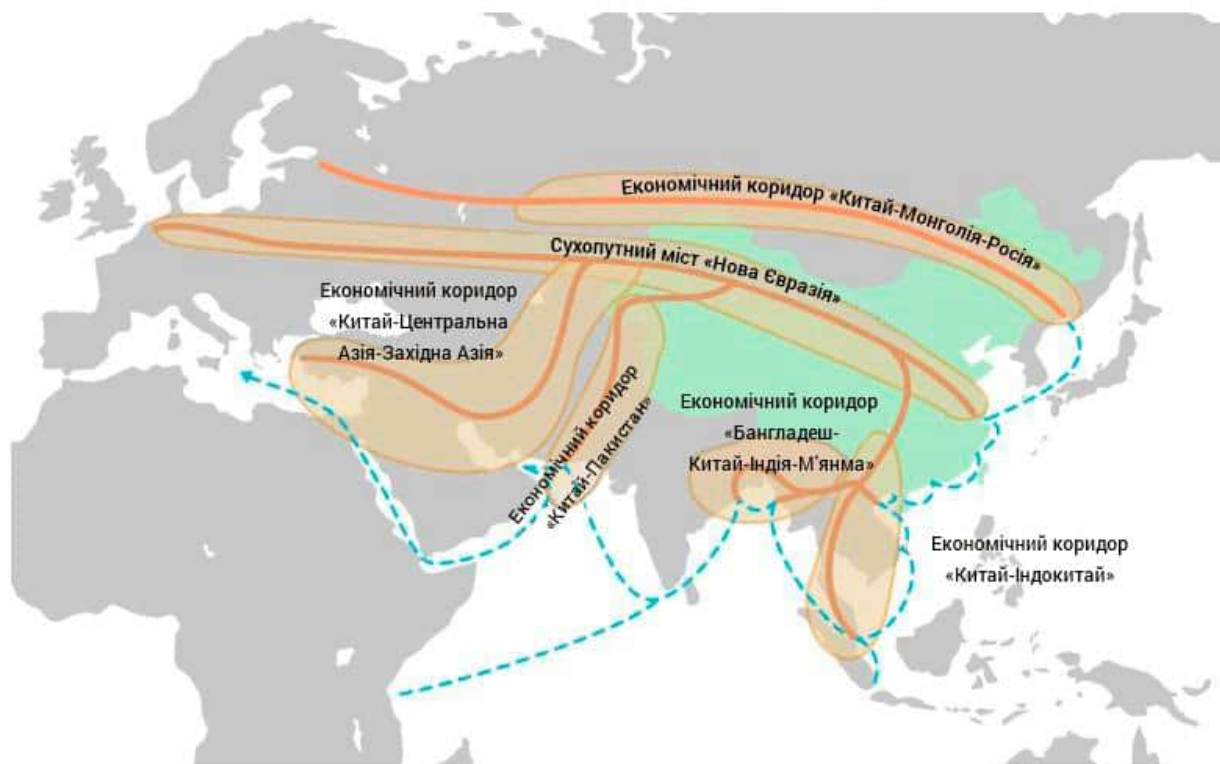 Економічний коридор «Китай-Монголія-Росія»
Сухопутний міст «Нова Євразія»
Економічний коридор
«Китай-Центральна
Азія-Західна Азія»
Економічний коридор
«Китай-Пакистан»
Економічний коридор
«Бангладеш-
Китай-Індія-М'янма»
Економічний коридор
«Китай-Індокитай»